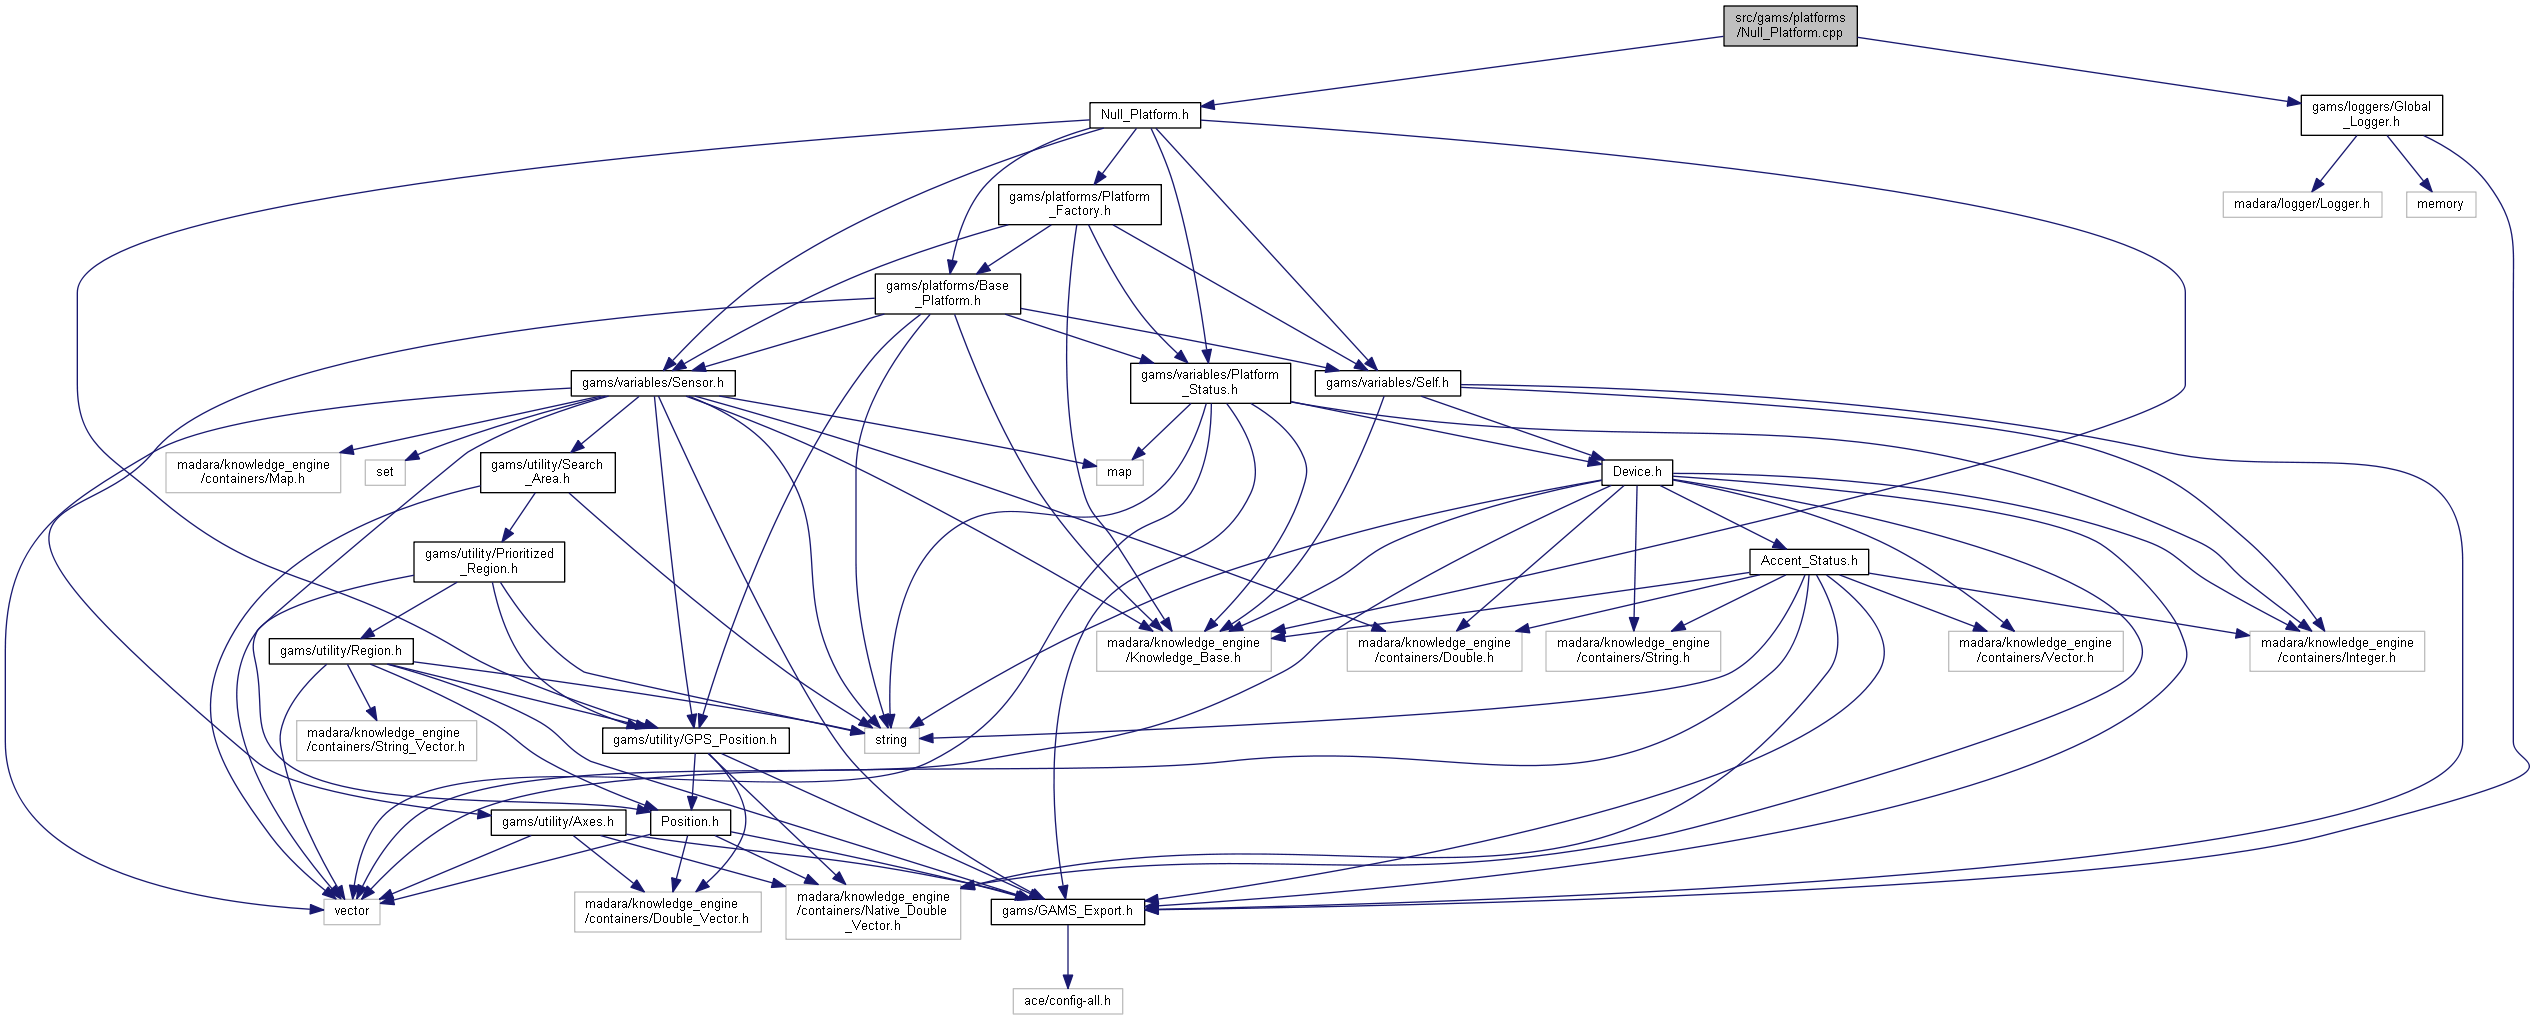 src/gams/platforms
/Null_Platform.cpp
Null_Platform.h
gams/loggers/Global
_Logger.h
gams/platforms/Platform
_Factory.h
madara/logger/Logger.h
memory
gams/platforms/Base
_Platform.h
gams/variables/Sensor.h
gams/variables/Platform
_Status.h
gams/variables/Self.h
madara/knowledge_engine
/containers/Map.h
set
gams/utility/Search
_Area.h
map
Device.h
gams/utility/Prioritized
_Region.h
Accent_Status.h
gams/utility/Region.h
madara/knowledge_engine
/Knowledge_Base.h
madara/knowledge_engine
/containers/Double.h
madara/knowledge_engine
/containers/String.h
madara/knowledge_engine
/containers/Vector.h
madara/knowledge_engine
/containers/Integer.h
madara/knowledge_engine
/containers/String_Vector.h
gams/utility/GPS_Position.h
string
gams/utility/Axes.h
Position.h
vector
madara/knowledge_engine
/containers/Double_Vector.h
madara/knowledge_engine
/containers/Native_Double
_Vector.h
gams/GAMS_Export.h
ace/config-all.h